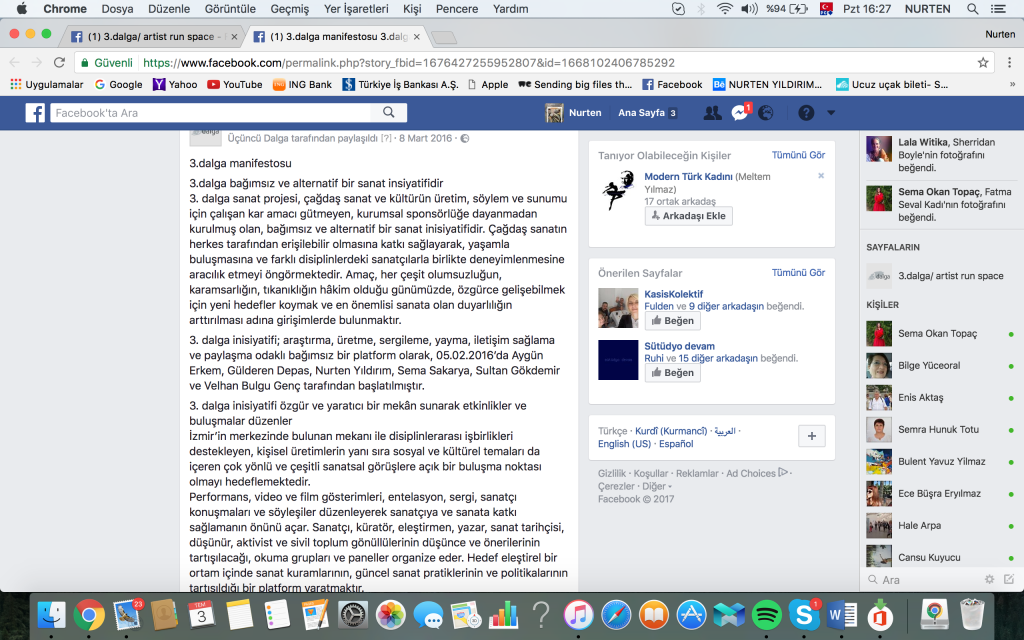 Chrome Dosya Düzenle Görüntüle Geçmiş Yer İşaretleri Kişi Pencere Yardım %94 Pzt 16:27 NURTEN
(1) 3.dalga/ artist run space - × (1) 3.dalga manifestosu 3.dalg × Nurten
Güvenli https://www.facebook.com/permalink.php?story_fbid=1676427255952807&id=1668102406785292
Uygulamalar Google Yahoo YouTube ING Bank Türkiye İş Bankası A.Ş. Apple Sending big files th... Facebook NURTEN YILDIRIM,... Ucuz uçak bileti- S... »
Facebook'ta Ara Nurten Ana Sayfa 3 1
Üçüncü Dalga tarafından paylaşıldı [?] · 8 Mart 2016 ·
3.dalga manifestosu
3.dalga bağımsız ve alternatif bir sanat insiyatifidir
3. dalga sanat projesi, çağdaş sanat ve kültürün üretim, söylem ve sunumu
için çalışan kar amacı gütmeyen, kurumsal sponsörlüğe dayanmadan
kurulmuş olan, bağımsız ve alternatif bir sanat inisiyatifidir. Çağdaş sanatın
herkes tarafından erişilebilir olmasına katkı sağlayarak, yaşamla
buluşmasına ve farklı disiplinlerdeki sanatçılarla birlikte deneyimlenmesine
aracılık etmeyi öngörmektedir. Amaç, her çeşit olumsuzluğun,
karamsarlığın, tıkanıklığın hâkim olduğu günümüzde, özgürce gelişebilmek
için yeni hedefler koymak ve en önemlisi sanata olan duyarlılığın
arttırılması adına girişimlerde bulunmaktır.
3. dalga inisiyatifi; araştırma, üretme, sergileme, yayma, iletişim sağlama
ve paylaşma odaklı bağımsız bir platform olarak, 05.02.2016'da Aygün
Erkem, Gülderen Depas, Nurten Yıldırım, Sema Sakarya, Sultan Gökdemir
ve Velhan Bulgu Genç tarafından başlatılmıştır.
3. dalga inisiyatifi özgür ve yaratıcı bir mekân sunarak etkinlikler ve
buluşmalar düzenler
İzmir'in merkezinde bulunan mekanı ile disiplinlerarası işbirlikleri
destekleyen, kişisel üretimlerin yanı sıra sosyal ve kültürel temaları da
içeren çok yönlü ve çeşitli sanatsal görüşlere açık bir buluşma noktası
olmayı hedeflemektedir.
Performans, video ve film gösterimleri, entelasyon, sergi, sanatçı
konuşmaları ve söyleşiler düzenleyerek sanatçıya ve sanata katkı
sağlamanın önünü açar. Sanatçı, küratör, eleştirmen, yazar, sanat tarihçisi,
düşünür, aktivist ve sivil toplum gönüllülerinin düşünce ve önerilerinin
tartışılacağı, okuma grupları ve paneller organize eder. Hedef eleştirel bir
ortam içinde sanat kuramlarının, güncel sanat pratiklerinin ve politikalarının
tartışıldığı bir platform yaratmaktır.
Tanıyor Olabileceğin Kişiler Tümünü Gör
Modern Türk Kadını (Meltem
Yılmaz)
17 ortak arkadaş
Arkadaşı Ekle
Önerilen Sayfalar Tümünü Gör
KasisKolektif
Fulden ve 9 diğer arkadaşın beğendi.
Beğen
Sütüdyo devam
Ruhi ve 15 diğer arkadaşın beğendi.
Beğen
Türkçe · Kurdî (Kurmancî) · العربية ·
English (US) · Español
Gizlilik · Koşullar · Reklamlar · Ad Choices ·
Çerezler · Diğer
Facebook © 2017
Lala Witika, Sherridan
Boyle'nin fotoğrafını
beğendi.
Sema Okan Topaç, Fatma
Seval Kadı'nın fotoğrafını
beğendi.
SAYFALARIN
3.dalga/ artist run space
KİŞİLER
Sema Okan Topaç
Bilge Yüceoral
Enis Aktaş
Semra Hunuk Totu
Bulent Yavuz Yilmaz
Ece Büşra Eryılmaz
Hale Arpa
Cansu Kuyucu
Ara
23 TEM 3 1